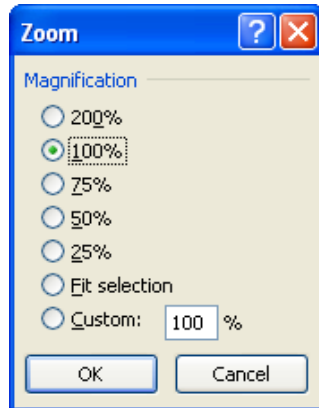 Zoom
Magnification
200%
100%
75%
50%
25%
Fit selection
Custom: 100 %
OK Cancel